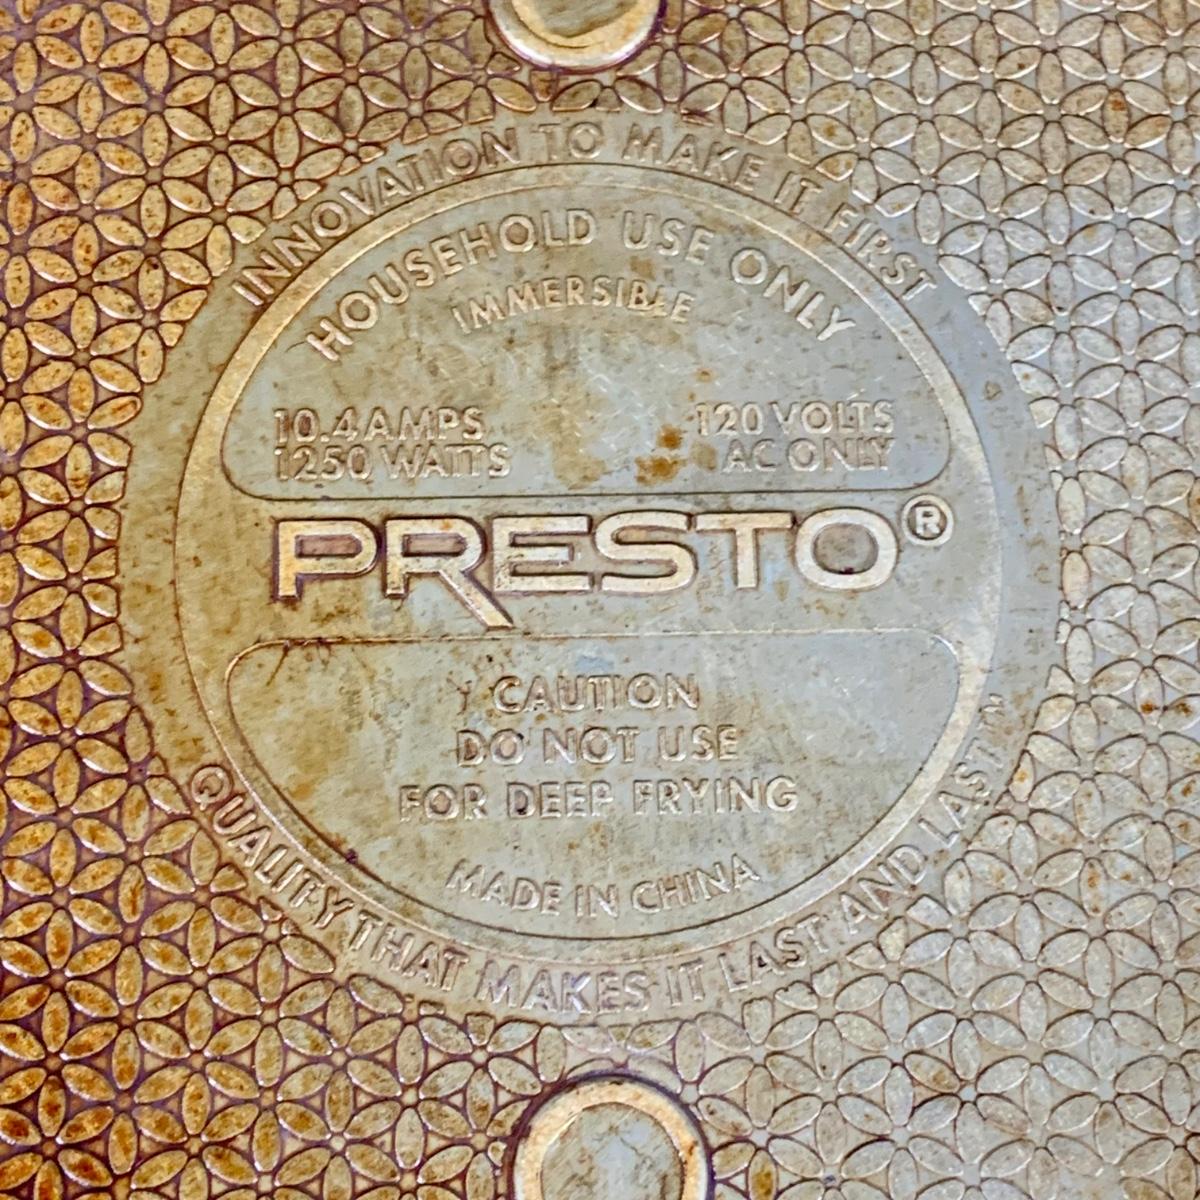 INNOVATION TO MAKE IT FIRST
HOUSEHOLD USE ONLY
IMMERSIBLE
10.4 AMPS
1250 WATTS
120 VOLTS
AC ONLY
PRESTO®
CAUTION
DO NOT USE
FOR DEEP FRYING
MADE IN CHINA
QUALITY THAT MAKES IT LAST AND LAST™